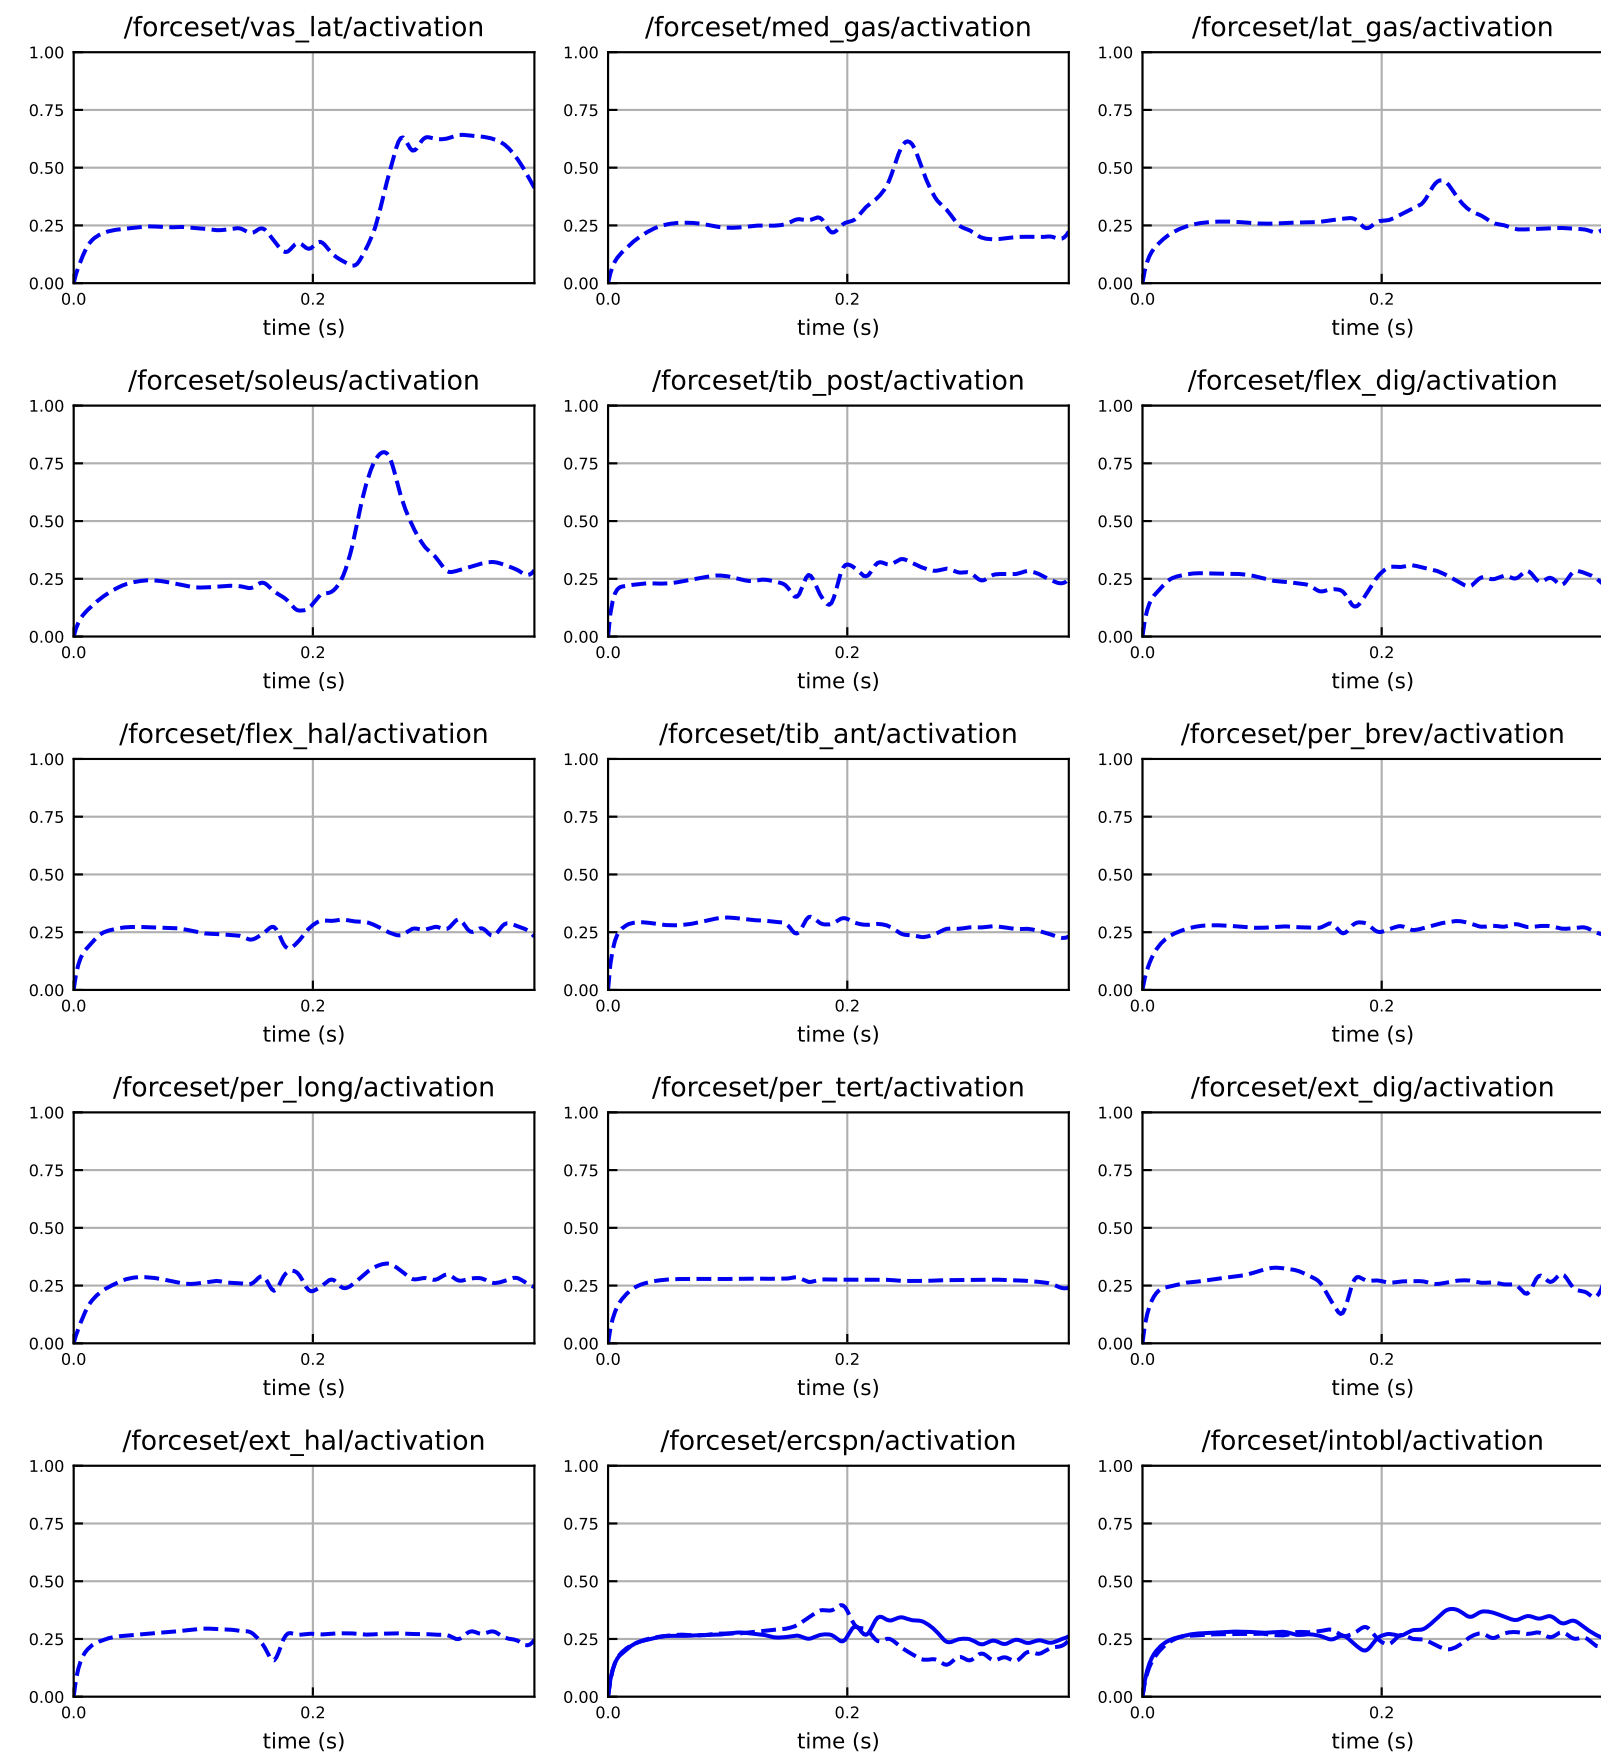 /forceset/vas_lat/activation /forceset/med_gas/activation /forceset/lat_gas/activation
1.00 1.00 1.00
0.75 0.75 0.75
0.50 0.50 0.50
0.25 0.25 0.25
0.00 0.00 0.00
0.0 0.2 0.0 0.2 0.0 0.2
time (s) time (s) time (s)
/forceset/soleus/activation /forceset/tib_post/activation /forceset/flex_dig/activation
1.00 1.00 1.00
0.75 0.75 0.75
0.50 0.50 0.50
0.25 0.25 0.25
0.00 0.00 0.00
0.0 0.2 0.0 0.2 0.0 0.2
time (s) time (s) time (s)
/forceset/flex_hal/activation /forceset/tib_ant/activation /forceset/per_brev/activation
1.00 1.00 1.00
0.75 0.75 0.75
0.50 0.50 0.50
0.25 0.25 0.25
0.00 0.00 0.00
0.0 0.2 0.0 0.2 0.0 0.2
time (s) time (s) time (s)
/forceset/per_long/activation /forceset/per_tert/activation /forceset/ext_dig/activation
1.00 1.00 1.00
0.75 0.75 0.75
0.50 0.50 0.50
0.25 0.25 0.25
0.00 0.00 0.00
0.0 0.2 0.0 0.2 0.0 0.2
time (s) time (s) time (s)
/forceset/ext_hal/activation /forceset/ercspn/activation /forceset/intobl/activation
1.00 1.00 1.00
0.75 0.75 0.75
0.50 0.50 0.50
0.25 0.25 0.25
0.00 0.00 0.00
0.0 0.2 0.0 0.2 0.0 0.2
time (s) time (s) time (s)